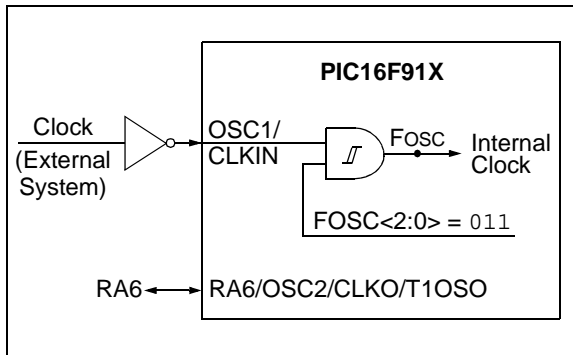 PIC16F91X
Clock
(External
System)
OSC1/
CLKIN
FOSC
Internal
Clock
FOSC<2:0> = 011
RA6
RA6/OSC2/CLKO/T1OSO